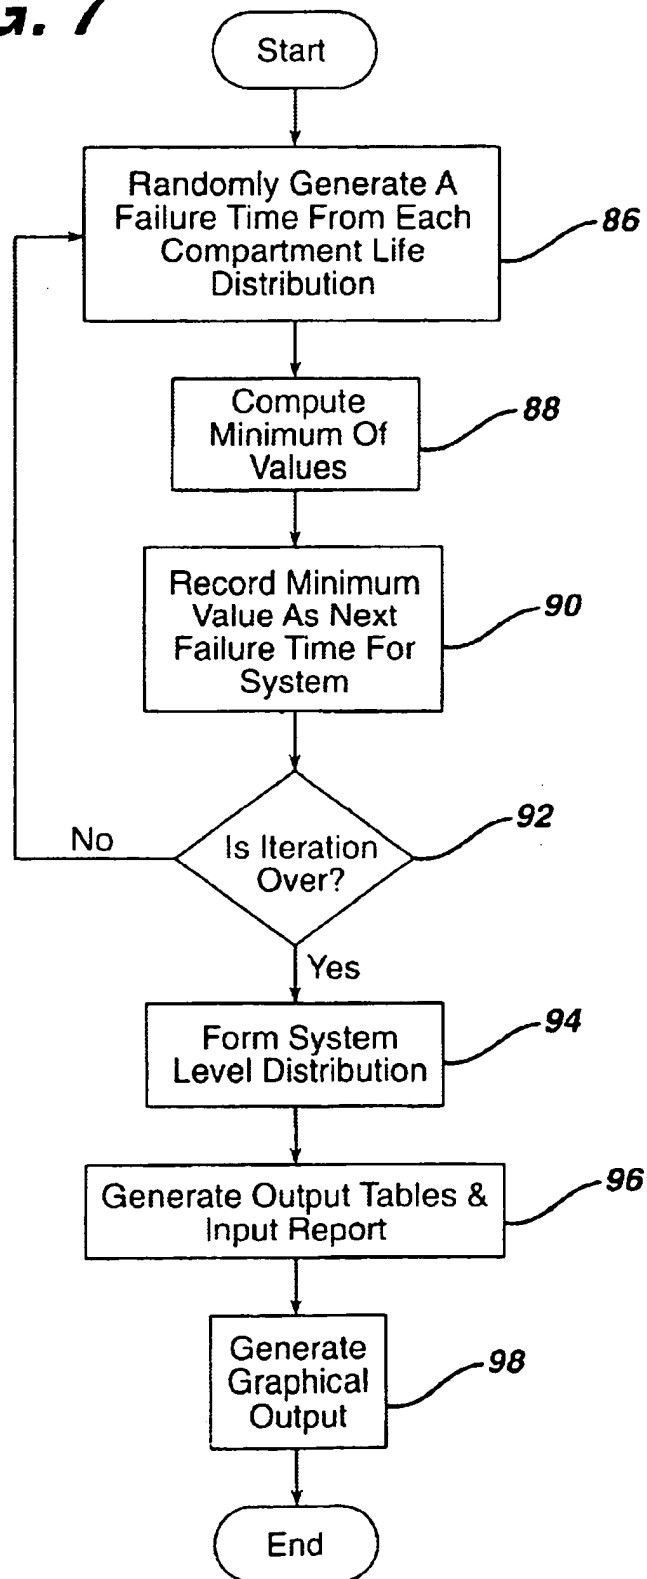 . 7
Start
Randomly Generate A
Failure Time From Each
Compartment Life
Distribution
86
Compute
Minimum Of
Values
88
Record Minimum
Value As Next
Failure Time For
System
90
Is Iteration
Over?
92
No
Yes
Form System
Level Distribution
94
Generate Output Tables &
Input Report
96
Generate
Graphical
Output
98
End